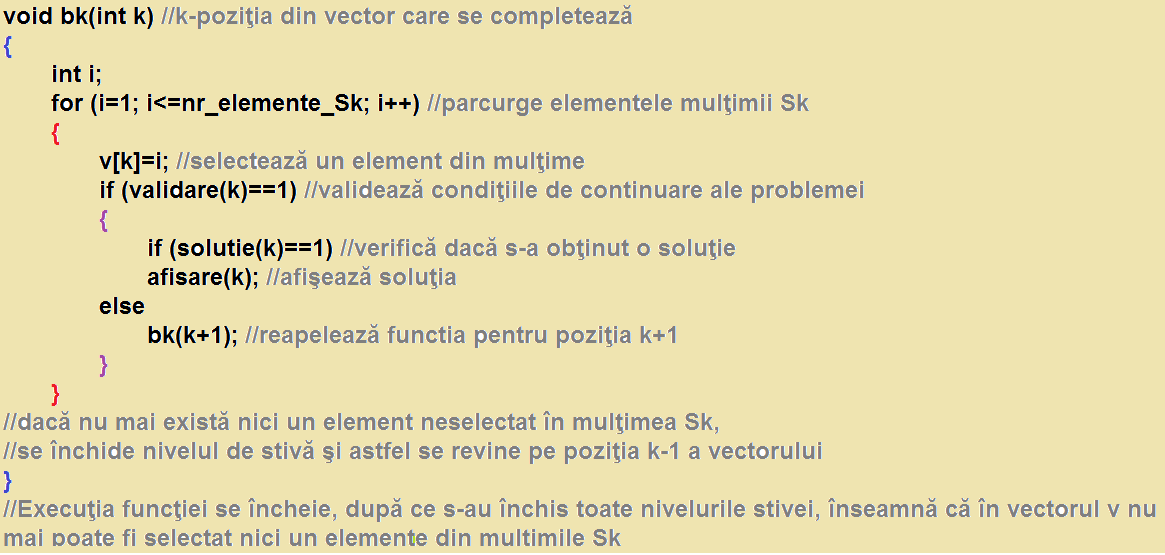 void bk(int k) //k-poziţia din vector care se completează
{
int i;
for (i=1; i<=nr_elemente_Sk; i++) //parcurge elementele mulţimii Sk
{
v[k]=i; //selectează un element din mulţime
if (validare(k)==1) //validează condiţiile de continuare ale problemei
{
if (solutie(k)==1) //verifică dacă s-a obţinut o soluţie
afisare(k); //afişează soluţia
else
bk(k+1); //reapelează functia pentru poziţia k+1
}
}
//dacă nu mai există nici un element neselectat în mulţimea Sk,
//se închide nivelul de stivă şi astfel se revine pe poziţia k-1 a vectorului
}
//Execuţia funcţiei se încheie, după ce s-au închis toate nivelurile stivei, înseamnă că în vectorul v nu
mai poate fi selectat nici un elemente din multimile Sk